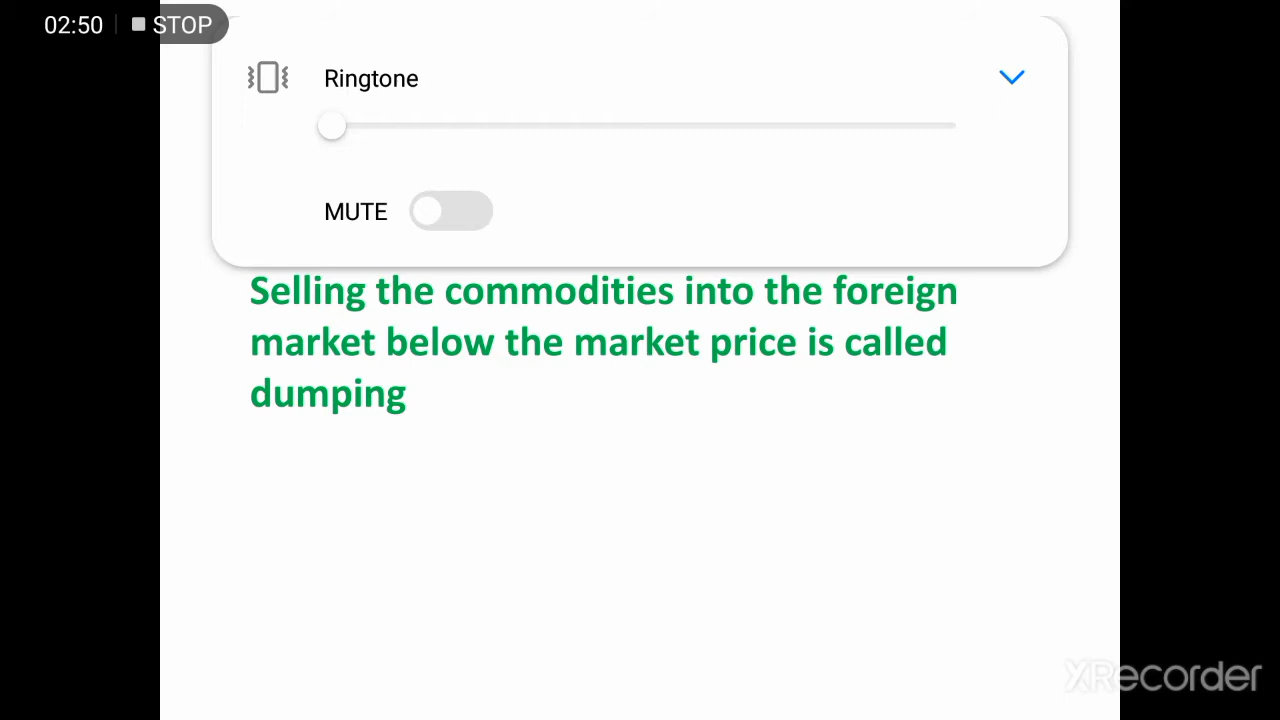 02:50 STOP
Ringtone
MUTE
Selling the commodities into the foreign
market below the market price is called
dumping
XRecorder